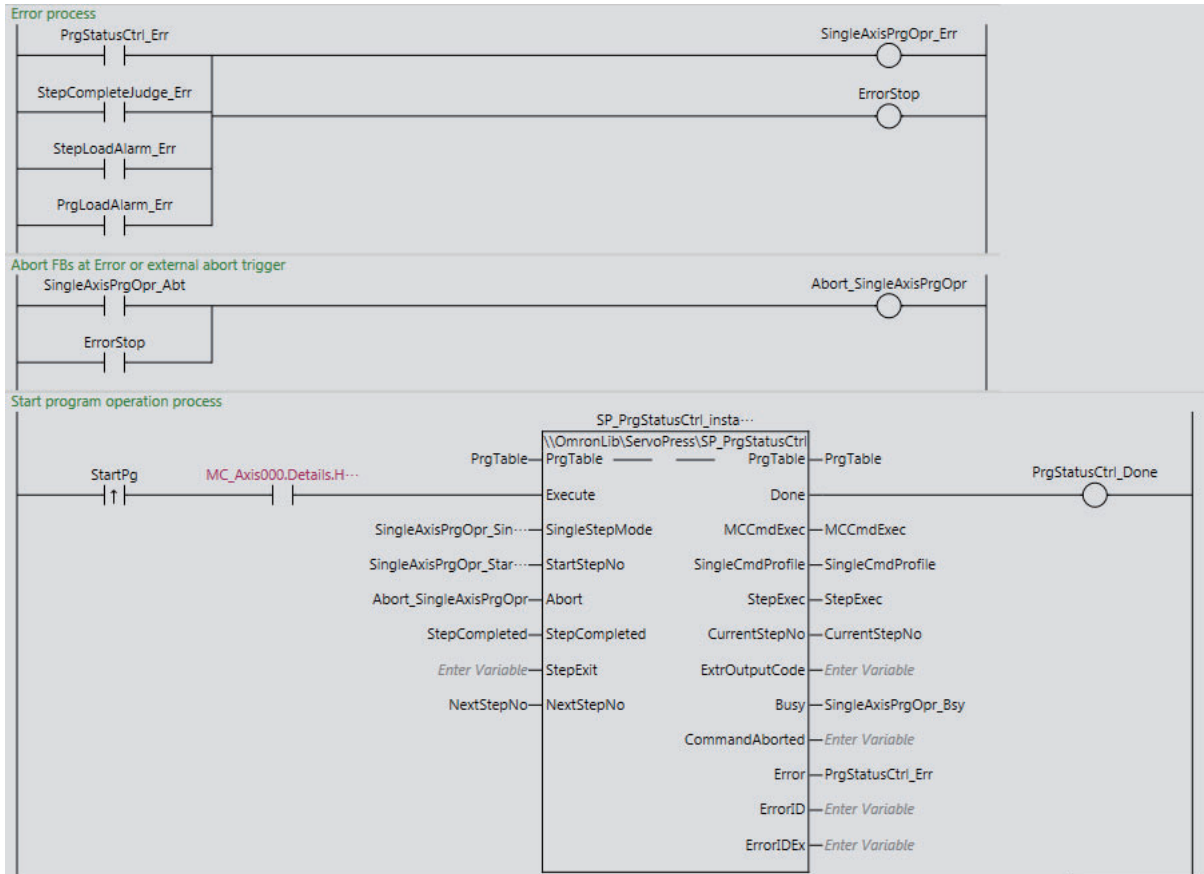 Error process
PrgStatusCtrl_Err SingleAxisPrgOpr_Err
StepCompleteJudge_Err ErrorStop
StepLoadAlarm_Err
PrgLoadAlarm_Err
Abort FBs at Error or external abort trigger
SingleAxisPrgOpr_Abt Abort_SingleAxisPrgOpr
ErrorStop
Start program operation process
SP_PrgStatusCtrl_insta···
\\OmronLib\ServoPress\SP_PrgStatusCtrl
PrgTable PrgTable PrgTable PrgTable
StartPg MC_Axis000.Details.H··· PrgStatusCtrl_Done
Execute Done
SingleAxisPrgOpr_Sin··· SingleStepMode MCCmdExec MCCmdExec
SingleAxisPrgOpr_Star··· StartStepNo SingleCmdProfile SingleCmdProfile
Abort_SingleAxisPrgOpr Abort StepExec StepExec
StepCompleted StepCompleted CurrentStepNo CurrentStepNo
Enter Variable StepExit ExtrOutputCode Enter Variable
NextStepNo NextStepNo Busy SingleAxisPrgOpr_Bsy
CommandAborted Enter Variable
Error PrgStatusCtrl_Err
ErrorID Enter Variable
ErrorIDEx Enter Variable